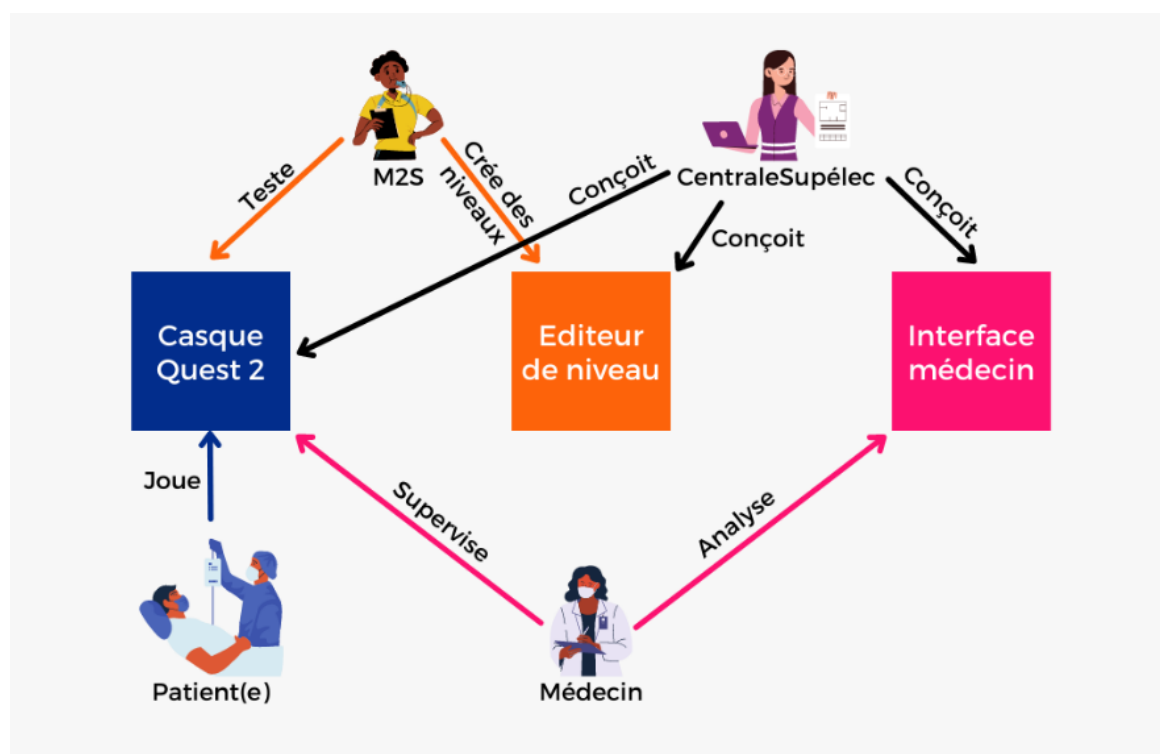 M2S
CentraleSupélec
Teste
Crée des
niveaux
Conçoit
Conçoit
Conçoit
Casque
Quest 2
Editeur
de niveau
Interface
médecin
Joue
Supervise
Analyse
Patient(e)
Médecin